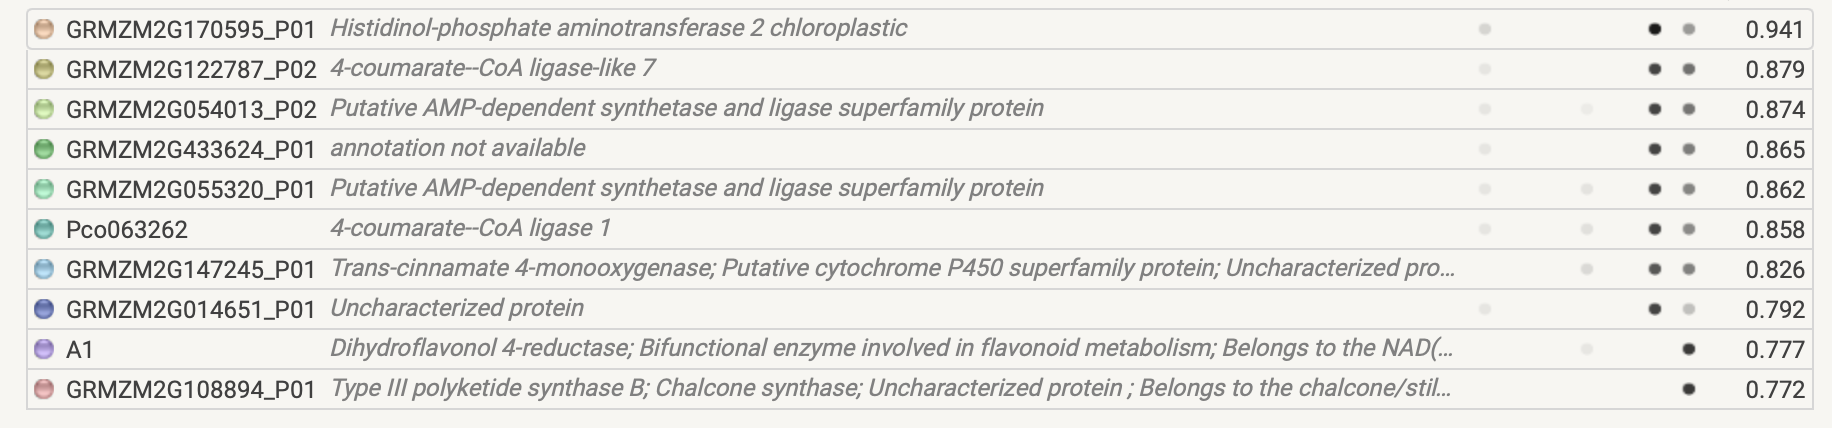 GRMZM2G170595_P01 Histidinol-phosphate aminotransferase 2 chloroplastic 0.941
GRMZM2G122787_P02 4-coumarate--CoA ligase-like 7 0.879
GRMZM2G054013_P02 Putative AMP-dependent synthetase and ligase superfamily protein 0.874
GRMZM2G433624_P01 annotation not available 0.865
GRMZM2G055320_P01 Putative AMP-dependent synthetase and ligase superfamily protein 0.862
Pco063262 4-coumarate--CoA ligase 1 0.858
GRMZM2G147245_P01 Trans-cinnamate 4-monooxygenase; Putative cytochrome P450 superfamily protein; Uncharacterized pro... 0.826
GRMZM2G014651_P01 Uncharacterized protein 0.792
A1 Dihydroflavonol 4-reductase; Bifunctional enzyme involved in flavonoid metabolism; Belongs to the NAD(... 0.777
GRMZM2G108894_P01 Type III polyketide synthase B; Chalcone synthase; Uncharacterized protein ; Belongs to the chalcone/stil... 0.772